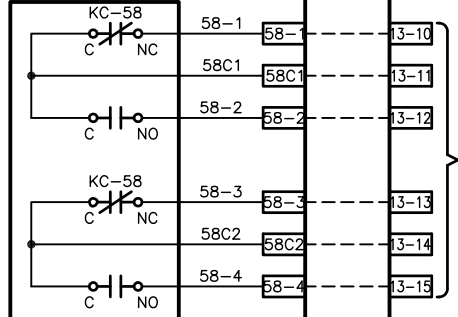 KC-58
C NC 58-1 58-1 13-10
58C1 58C1 13-11
C NO 58-2 58-2 13-12
KC-58
C NC 58-3 58-3 13-13
58C2 58C2 13-14
C NO 58-4 58-4 13-15